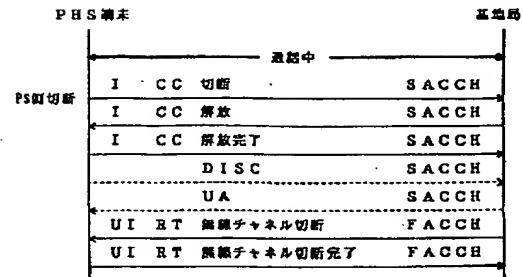 PHS端末 基地局
通話中
PS側切断
I CC 切断 SACCH
I CC 解放 SACCH
I CC 解放完了 SACCH
DISC SACCH
UA SACCH
UI RT 無線チャネル切断 FACCH
UI RT 無線チャネル切断完了 FACCH